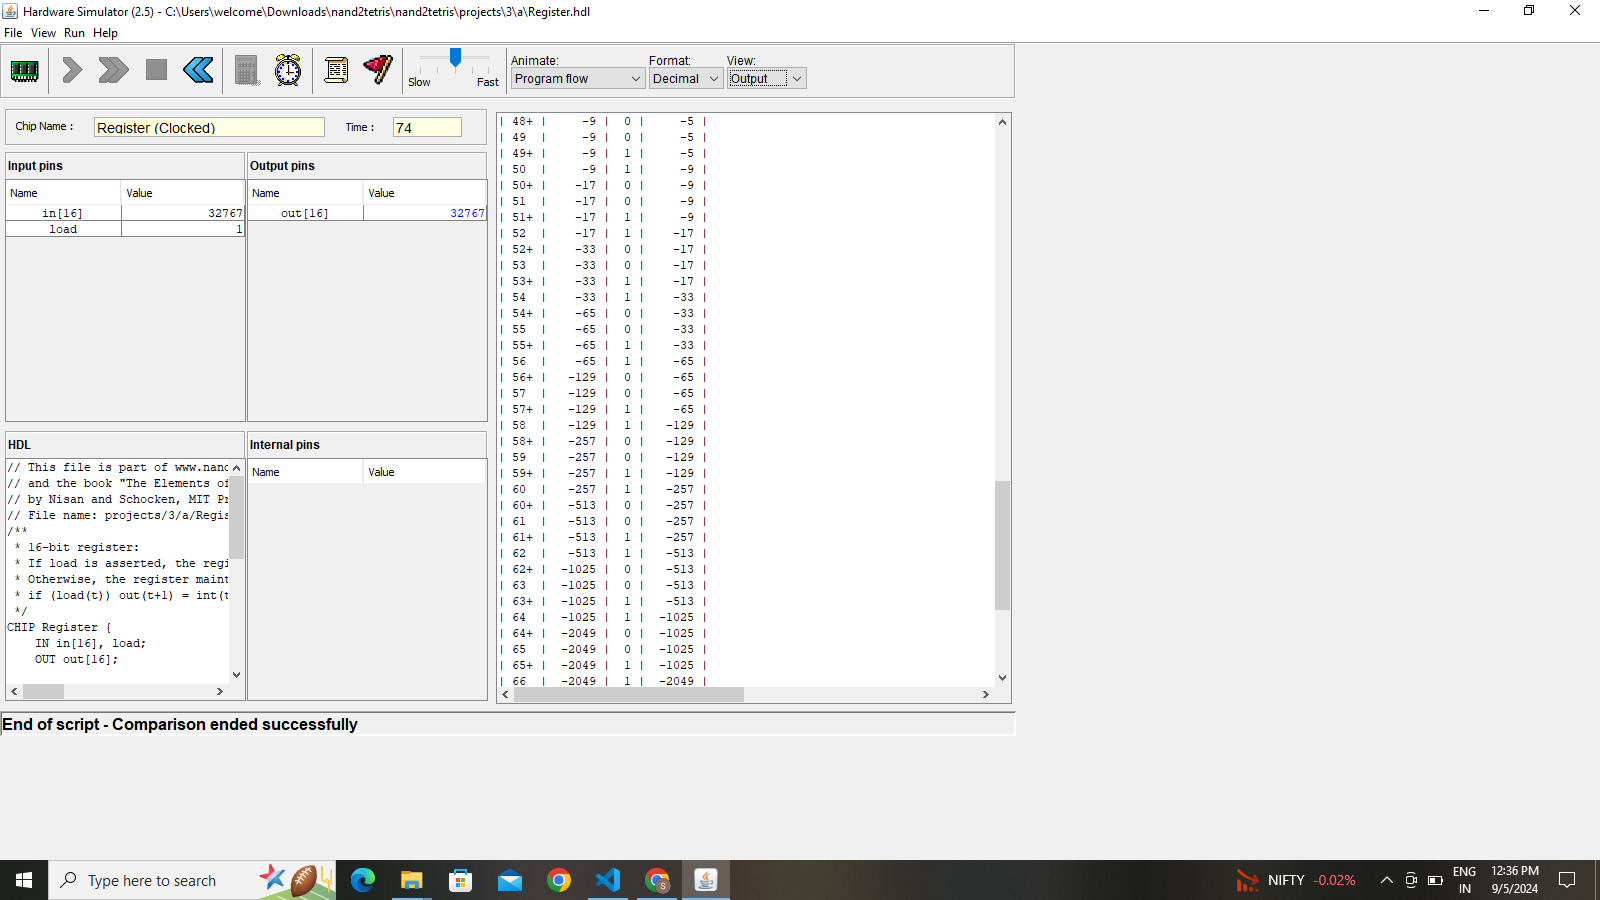 Hardware Simulator (2.5) - C:\Users\welcome\Downloads\nand2tetris\nand2tetris\projects\3\a\Register.hdl
File View Run Help
Slow Fast
Animate: Format: View:
Program flow Decimal Output
Chip Name : Register (Clocked) Time : 74
Input pins
Name Value
in[16] 32767
load 1
Output pins
Name Value
out[16] 32767
HDL
// This file is part of www.nand
// and the book "The Elements of
// by Nisan and Schocken, MIT Pr
// File name: projects/3/a/Regis
/**
* 16-bit register:
* If load is asserted, the regi
* Otherwise, the register maint
* if (load(t)) out(t+1) = int(t
*/
CHIP Register {
IN in[16], load;
OUT out[16];
Internal pins
Name Value
| 48+ | -9 | 0 | -5 |
| 49 | -9 | 0 | -5 |
| 49+ | -9 | 1 | -5 |
| 50 | -9 | 1 | -9 |
| 50+ | -17 | 0 | -9 |
| 51 | -17 | 0 | -9 |
| 51+ | -17 | 1 | -9 |
| 52 | -17 | 1 | -17 |
| 52+ | -33 | 0 | -17 |
| 53 | -33 | 0 | -17 |
| 53+ | -33 | 1 | -17 |
| 54 | -33 | 1 | -33 |
| 54+ | -65 | 0 | -33 |
| 55 | -65 | 0 | -33 |
| 55+ | -65 | 1 | -33 |
| 56 | -65 | 1 | -65 |
| 56+ | -129 | 0 | -65 |
| 57 | -129 | 0 | -65 |
| 57+ | -129 | 1 | -65 |
| 58 | -129 | 1 | -129 |
| 58+ | -257 | 0 | -129 |
| 59 | -257 | 0 | -129 |
| 59+ | -257 | 1 | -129 |
| 60 | -257 | 1 | -257 |
| 60+ | -513 | 0 | -257 |
| 61 | -513 | 0 | -257 |
| 61+ | -513 | 1 | -257 |
| 62 | -513 | 1 | -513 |
| 62+ | -1025 | 0 | -513 |
| 63 | -1025 | 0 | -513 |
| 63+ | -1025 | 1 | -513 |
| 64 | -1025 | 1 | -1025 |
| 64+ | -2049 | 0 | -1025 |
| 65 | -2049 | 0 | -1025 |
| 65+ | -2049 | 1 | -1025 |
| 66 | -2049 | 1 | -2049 |
End of script - Comparison ended successfully
Type here to search
S
NIFTY -0.02%
ENG
IN
12:36 PM
9/5/2024